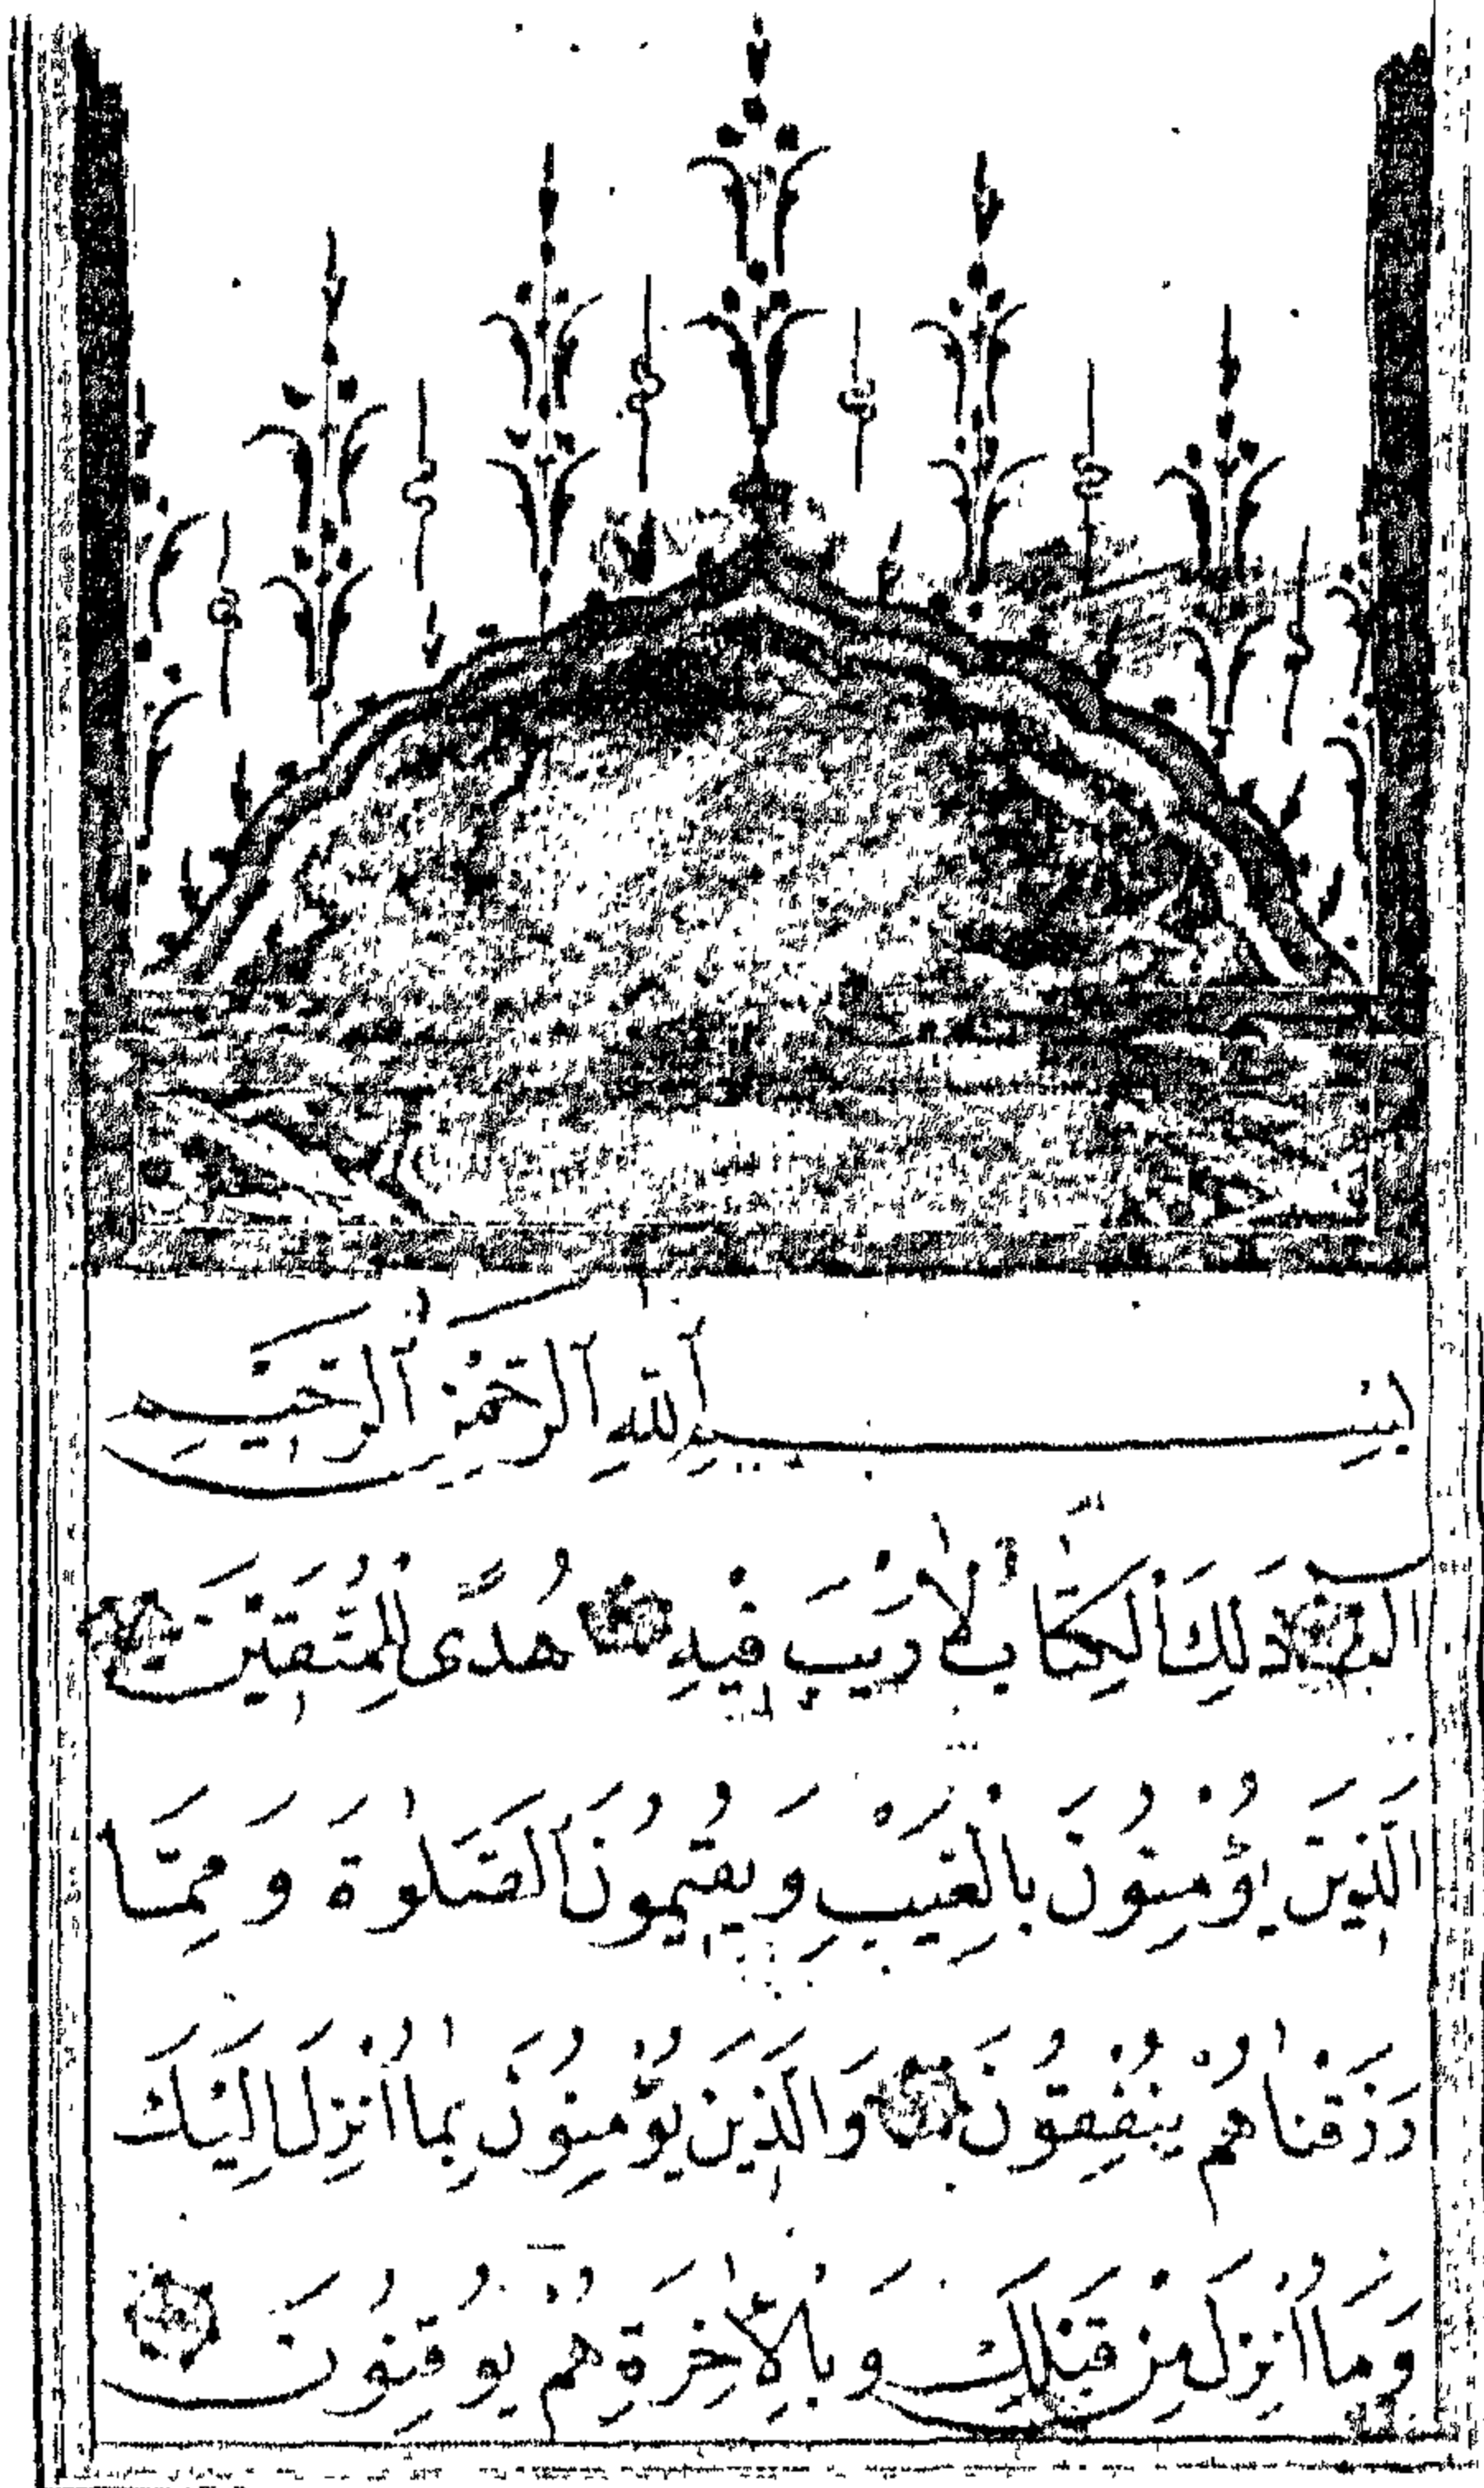 بِسْمِ اللَّهِ الرَّحْمٰنِ الرَّحِيمِ
الم ذَلِكَ الْكِتَابُ لَا رَيْبَ فِيهِ هُدًى لِلْمُتَّقِينَ
الَّذِينَ يُؤْمِنُونَ بِالْغَيْبِ وَيُقِيمُونَ الصَّلٰوةَ وَمِمَّا
رَزَقْنَاهُمْ يُنْفِقُونَ وَالَّذِينَ يُؤْمِنُونَ بِمَا أُنْزِلَ إِلَيْكَ
وَمَا أُنْزِلَ مِنْ قَبْلِكَ وَبِالْآخِرَةِ هُمْ يُوقِنُونَ